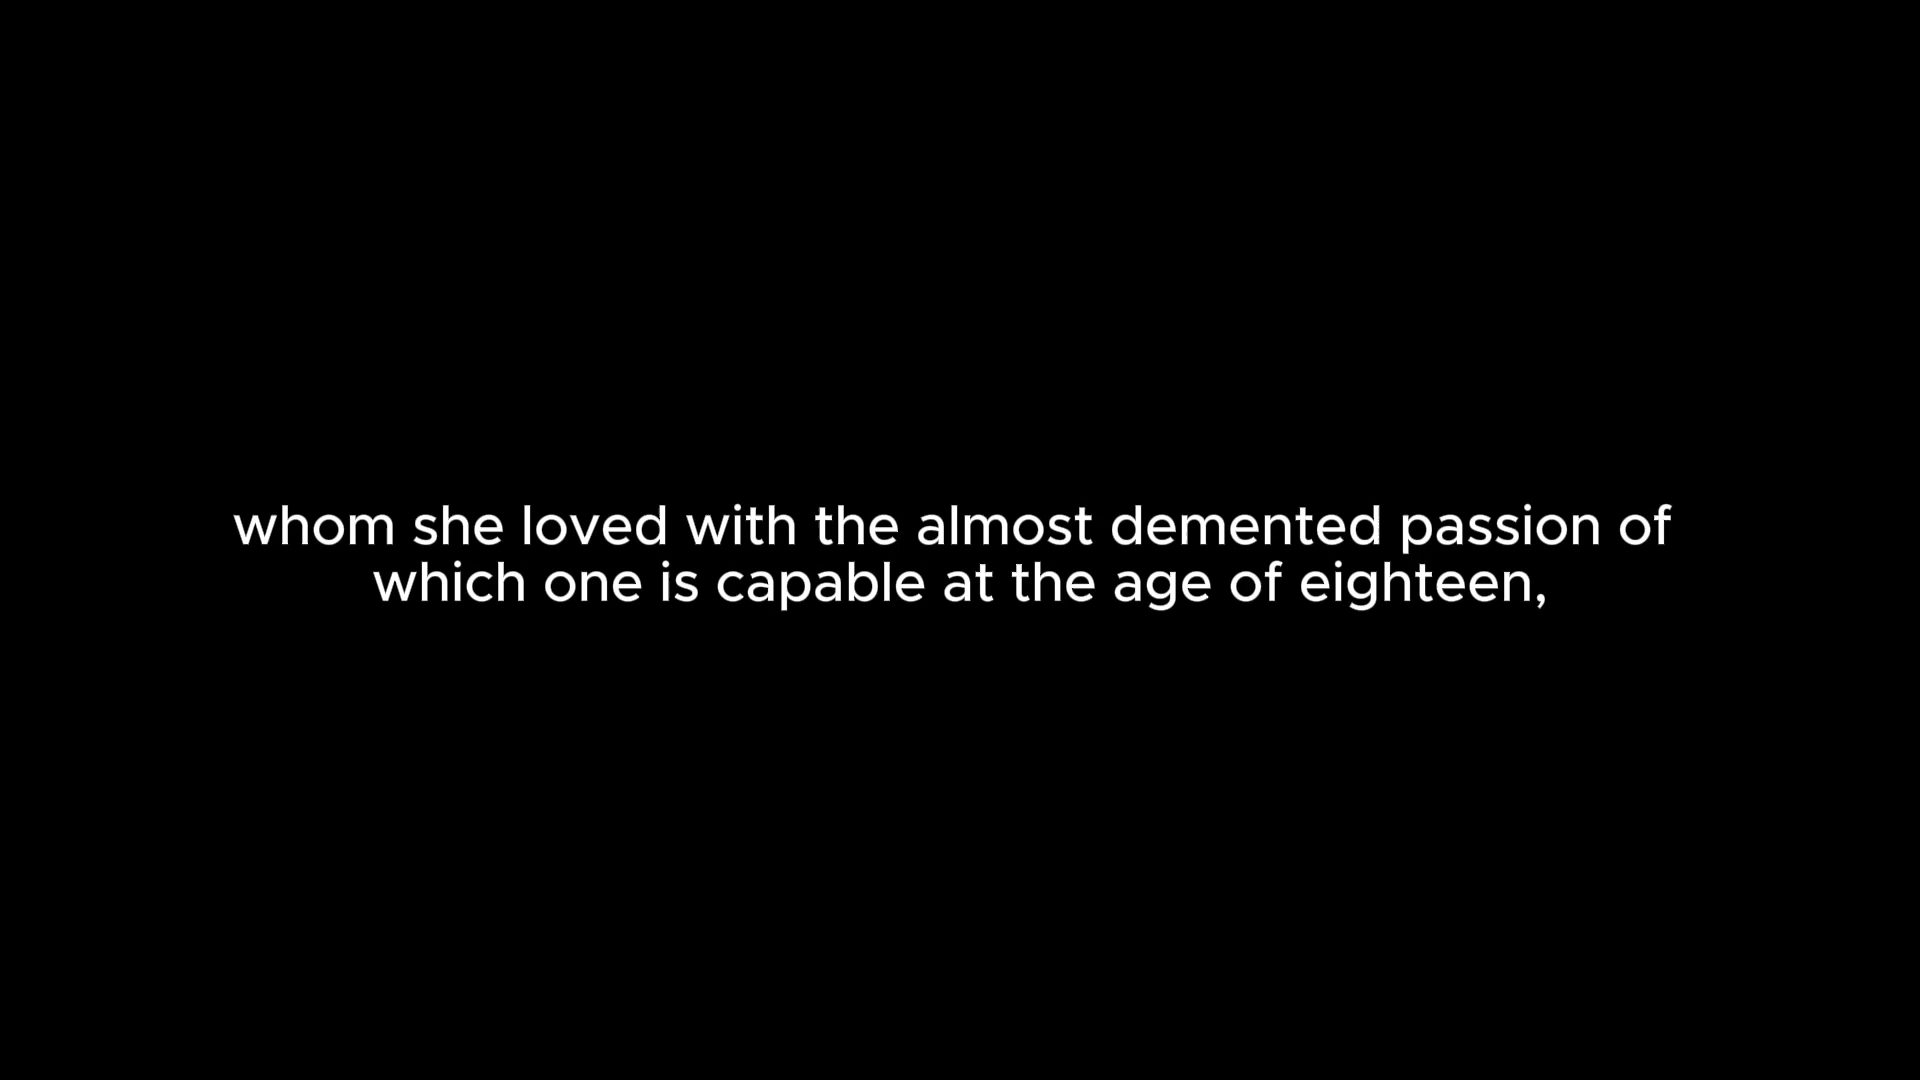 whom she loved with the almost demented passion of
which one is capable at the age of eighteen,